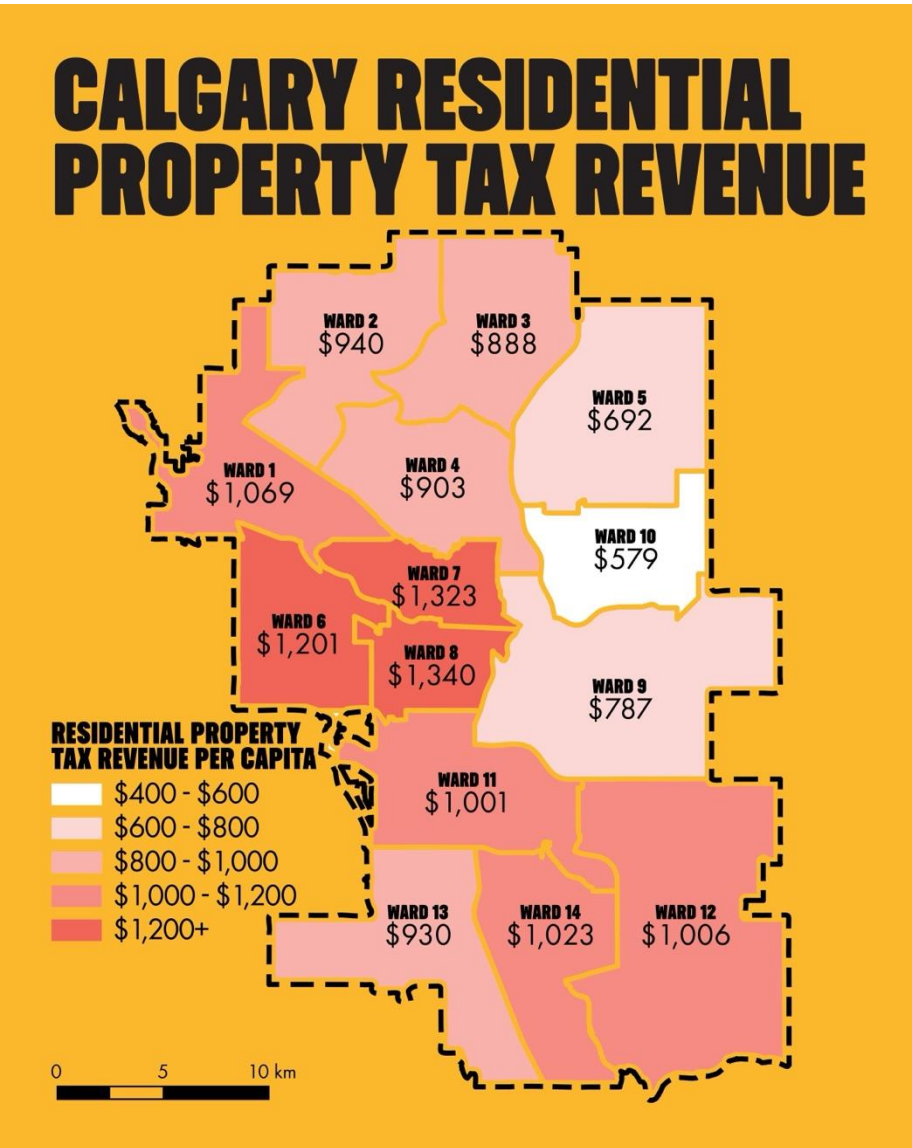 CALGARY RESIDENTIAL
PROPERTY TAX REVENUE
WARD 2
$940
WARD 3
$888
WARD 5
$692
WARD 4
$903
WARD 1
$1,069
WARD 10
$579
WARD 7
$1,323
WARD 6
$1,201
WARD 8
$1,340
WARD 9
$787
RESIDENTIAL PROPERTY
TAX REVENUE PER CAPITA
$400 - $600
$600 - $800
$800 - $1,000
$1,000 - $1,200
$1,200+
WARD 11
$1,001
WARD 13
$930
WARD 14
$1,023
WARD 12
$1,006
0 5 10 km